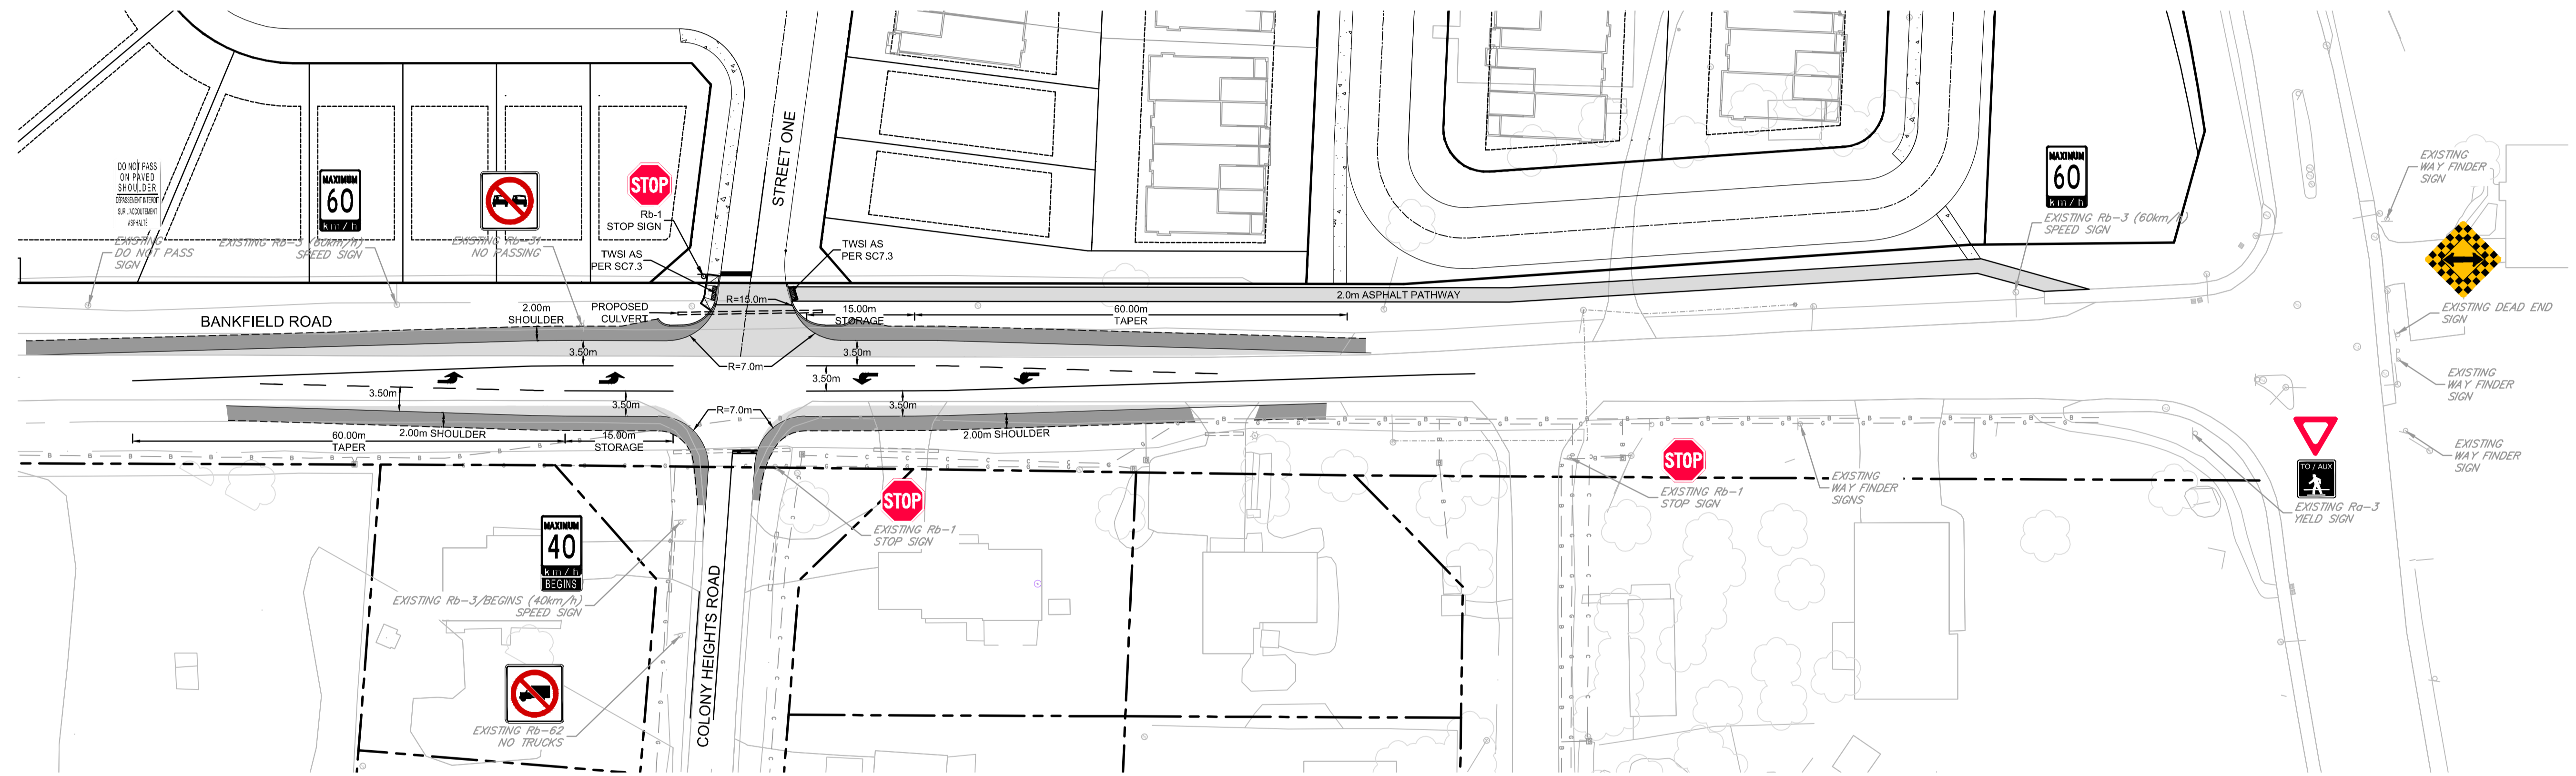 DO NOT PASS
ON PAVED
SHOULDER
DÉPASSEMENT INTERDIT
SUR L'ACCOUTEMENT
ASPHALTE
EXISTING
DO NOT PASS
SIGN
MAXIMUM
60
km/h
EXISTING Rb-3 (60km/h)
SPEED SIGN
EXISTING Rb-31
NO PASSING
STOP
Rb-1
STOP SIGN
TWSI AS
PER SC7.3
STREET ONE
TWSI AS
PER SC7.3
MAXIMUM
60
km/h
EXISTING Rb-3 (60km/h)
SPEED SIGN
EXISTING
WAY FINDER
SIGN
EXISTING DEAD END
SIGN
EXISTING
WAY FINDER
SIGN
EXISTING
WAY FINDER
SIGN
BANKFIELD ROAD
2.00m
SHOULDER
PROPOSED
CULVERT
R=15.0m
15.00m
STORAGE
60.00m
TAPER
2.0m ASPHALT PATHWAY
3.50m
3.50m
R=7.0m
3.50m
3.50m
3.50m
3.50m
R=7.0m
60.00m
TAPER
2.00m SHOULDER
15.00m
STORAGE
2.00m SHOULDER
STOP
EXISTING Rb-1
STOP SIGN
STOP
EXISTING Rb-1
STOP SIGN
EXISTING
WAY FINDER
SIGNS
TO / AUX
EXISTING Ra-3
YIELD SIGN
MAXIMUM
40
km/h
BEGINS
EXISTING Rb-3/BEGINS (40km/h)
SPEED SIGN
EXISTING Rb-62
NO TRUCKS
COLONY HEIGHTS ROAD